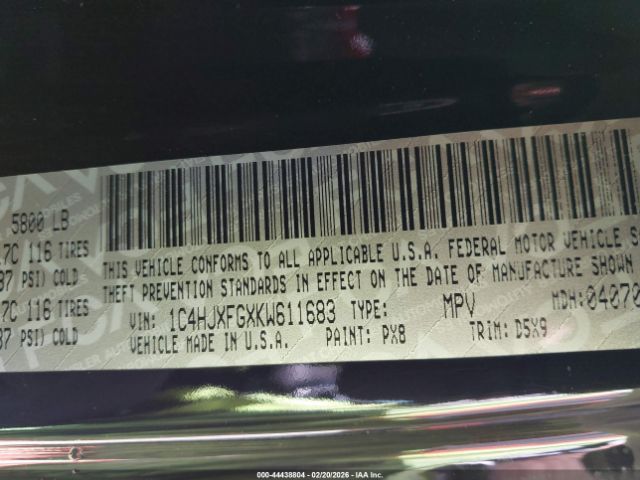 5800 LB
7C 116 TIRES
THIS VEHICLE CONFORMS TO ALL APPLICABLE U.S.A. FEDERAL MOTOR VEHICLE
37 PSI) COLD
THEFT PREVENTION STANDARDS IN EFFECT ON THE DATE OF MANUFACTURE SHOWN
7C 116 TIRES
VIN: 1C4HJXFGXKW611683 TYPE: MPV MDH: 04070
37 PSI) COLD
VEHICLE MADE IN U.S.A. PAINT: PX8 TRIM: D5X9
000-44438804 | 02/20/2026 - IAA Inc.